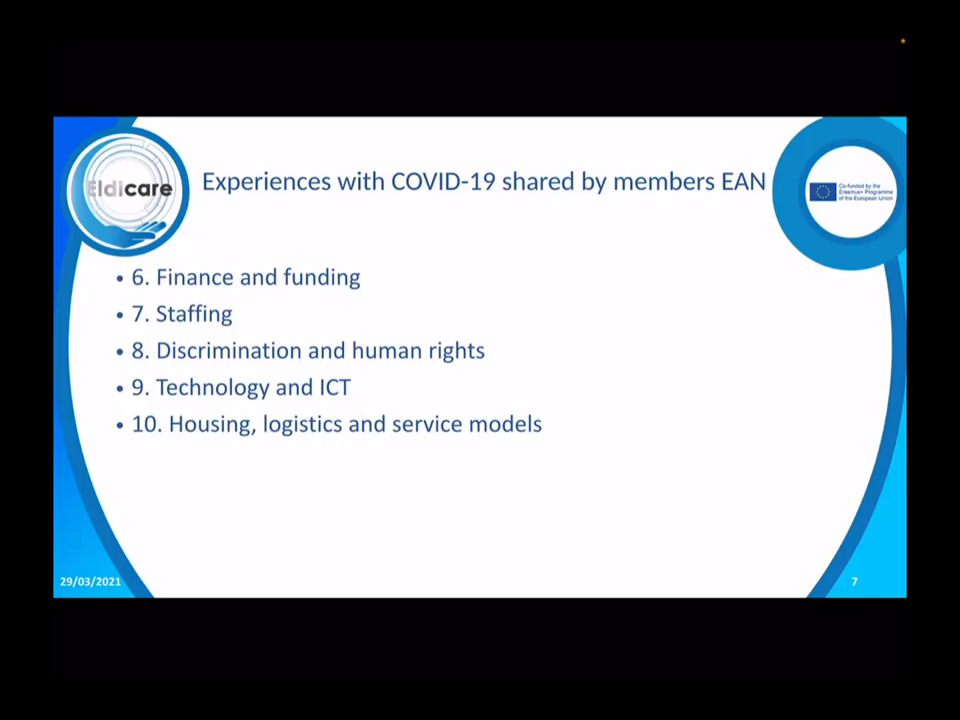 Eldicare
Experiences with COVID-19 shared by members EAN
Co-funded by the
Erasmus+ Programme
of the European Union
• 6. Finance and funding
• 7. Staffing
• 8. Discrimination and human rights
• 9. Technology and ICT
• 10. Housing, logistics and service models
29/03/2021
7